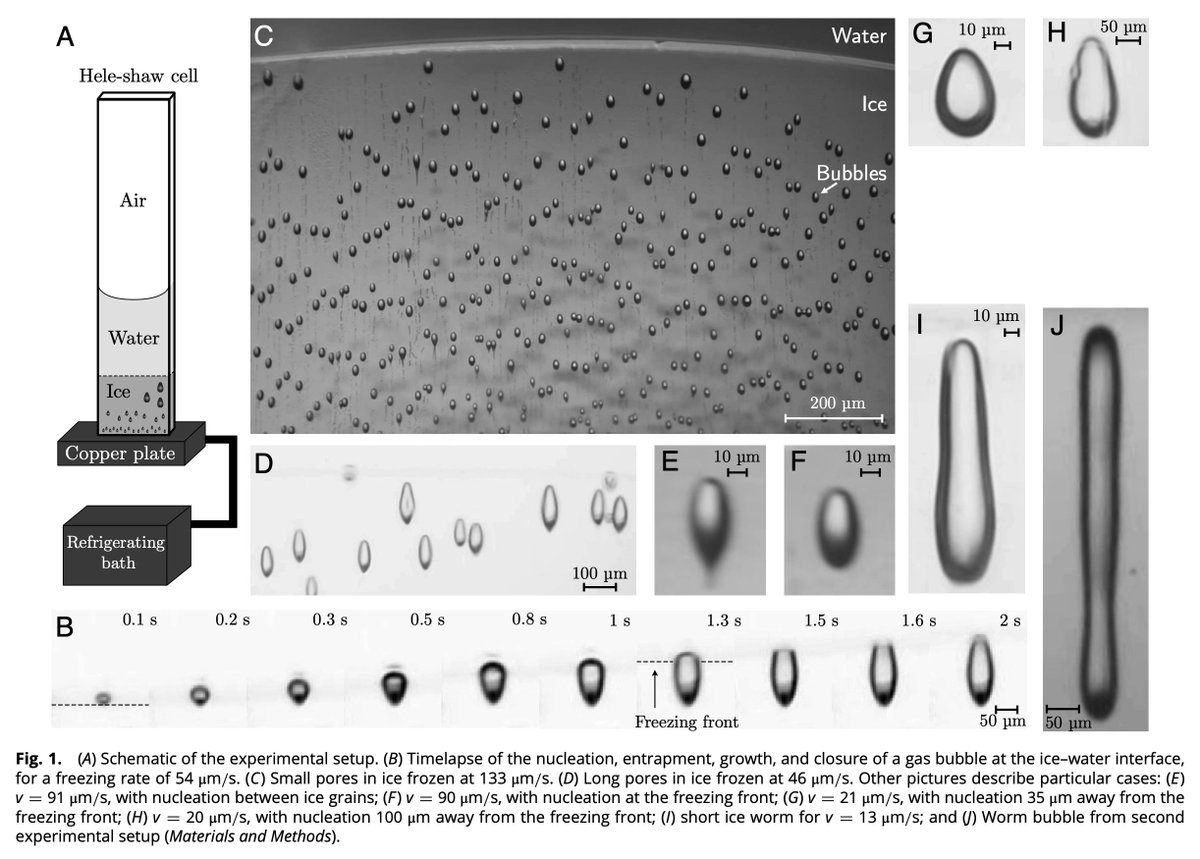 A
Hele-shaw cell
Air
Water
Ice
Copper plate
Refrigerating
bath
C
Water
Ice
Bubbles
200 µm
G
10 µm
H
50 µm
D
100 µm
E
10 µm
F
10 µm
I
10 µm
J
50 µm
B
0.1 s
0.2 s
0.3 s
0.5 s
0.8 s
1 s
1.3 s
1.5 s
1.6 s
2 s
Freezing front
50 µm
Fig. 1. (A) Schematic of the experimental setup. (B) Timelapse of the nucleation, entrapment, growth, and closure of a gas bubble at the ice–water interface,
for a freezing rate of 54 µm/s. (C) Small pores in ice frozen at 133 µm/s. (D) Long pores in ice frozen at 46 µm/s. Other pictures describe particular cases: (E)
v = 91 µm/s, with nucleation between ice grains; (F) v = 90 µm/s, with nucleation at the freezing front; (G) v = 21 µm/s, with nucleation 35 µm away from the
freezing front; (H) v = 20 µm/s, with nucleation 100 µm away from the freezing front; (I) short ice worm for v = 13 µm/s; and (J) Worm bubble from second
experimental setup (Materials and Methods).